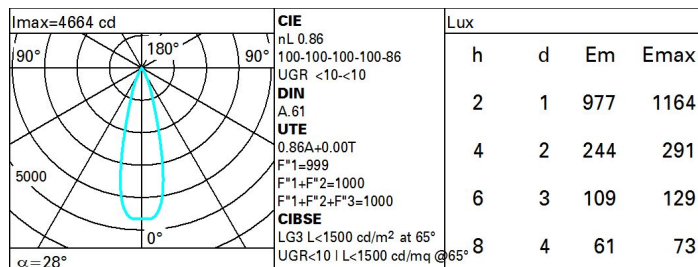 Imax=4664 cd
90° 180° 90°
5000
0°
α=28°
CIE
nL 0.86
100-100-100-100-86
UGR <10-<10
DIN
A.61
UTE
0.86A+0.00T
F"1=999
F"1+F"2=1000
F"1+F"2+F"3=1000
CIBSE
LG3 L<1500 cd/m² at 65°
UGR<10 | L<1500 cd/mq @65°
Lux
h d Em Emax
2 1 977 1164
4 2 244 291
6 3 109 129
8 4 61 73